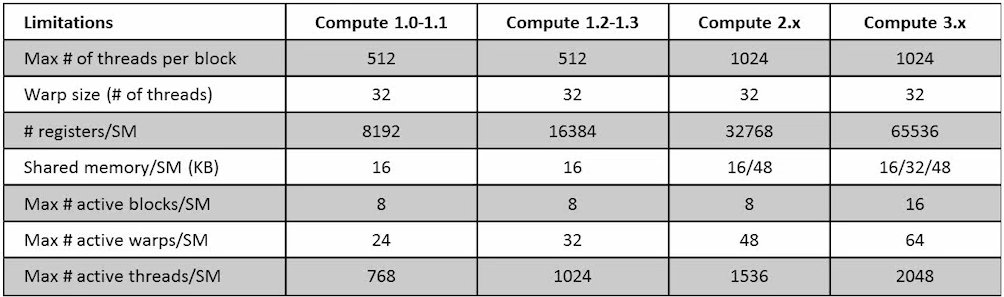 Limitations Compute 1.0-1.1 Compute 1.2-1.3 Compute 2.x Compute 3.x
Max # of threads per block 512 512 1024 1024
Warp size (# of threads) 32 32 32 32
# registers/SM 8192 16384 32768 65536
Shared memory/SM (KB) 16 16 16/48 16/32/48
Max # active blocks/SM 8 8 8 16
Max # active warps/SM 24 32 48 64
Max # active threads/SM 768 1024 1536 2048